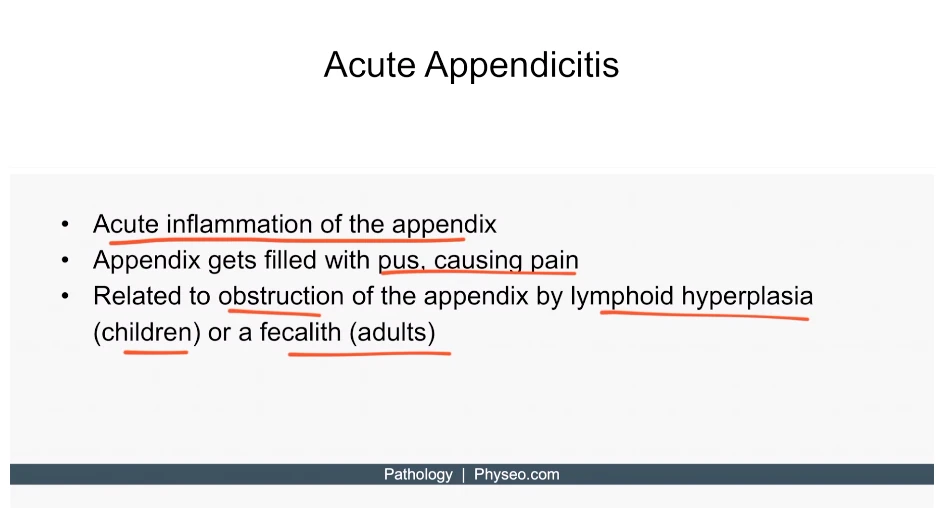 Acute Appendicitis
• Acute inflammation of the appendix
• Appendix gets filled with pus, causing pain
• Related to obstruction of the appendix by lymphoid hyperplasia
(children) or a fecalith (adults)
Pathology | Physeo.com